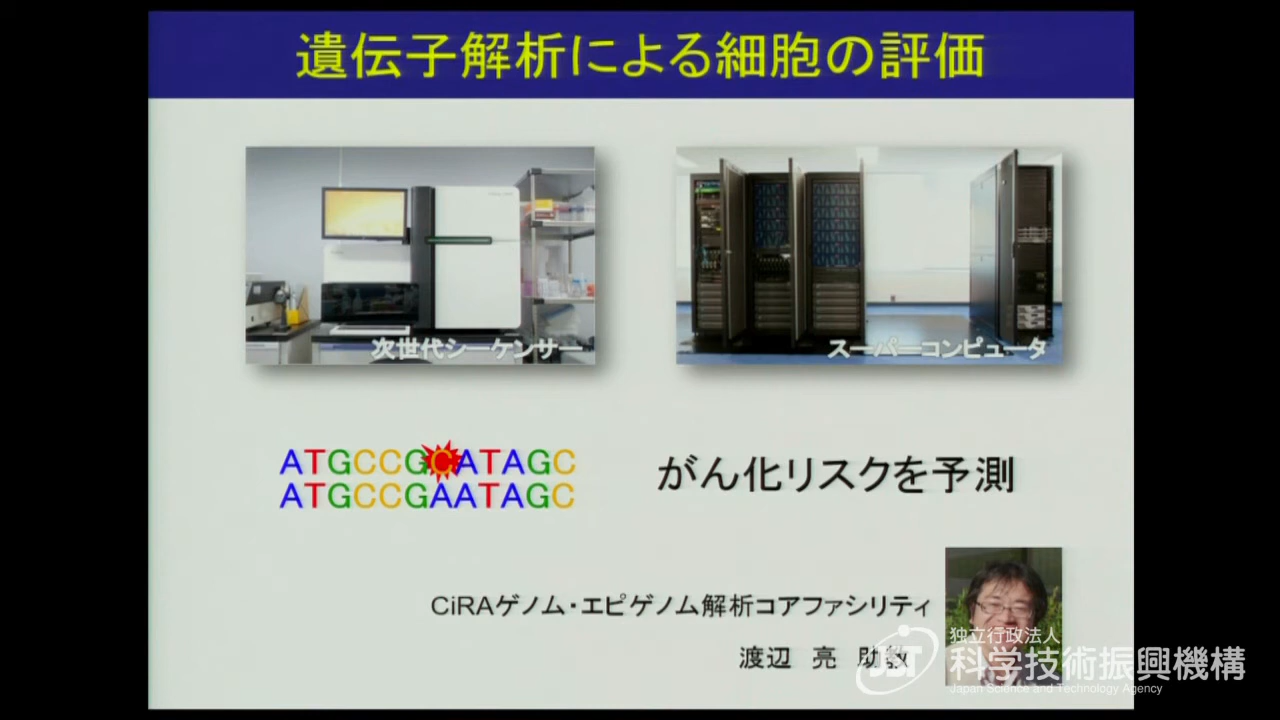 遺伝子解析による細胞の評価
次世代シーケンサー
スーパーコンピュータ
ATGCCGCATAGC
ATGCCGAATAGC
がん化リスクを予測
CiRAゲノム・エピゲノム解析コアファシリティ
渡辺 亮 助教
JST
独立行政法人
科学技術振興機構
Japan Science and Technology Agency